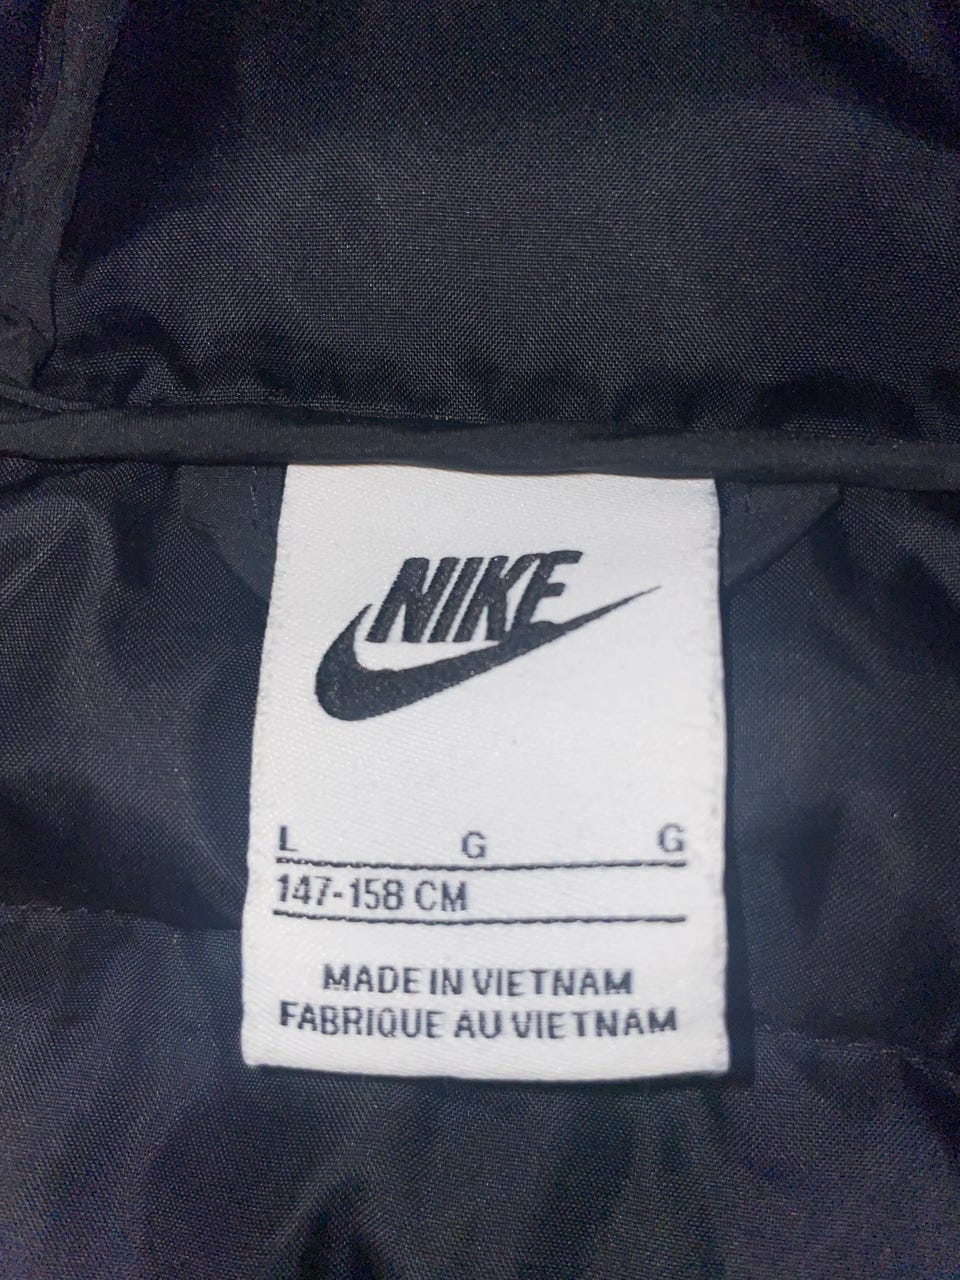 NIKE
L G G
147-158 CM
MADE IN VIETNAM
FABRIQUE AU VIETNAM